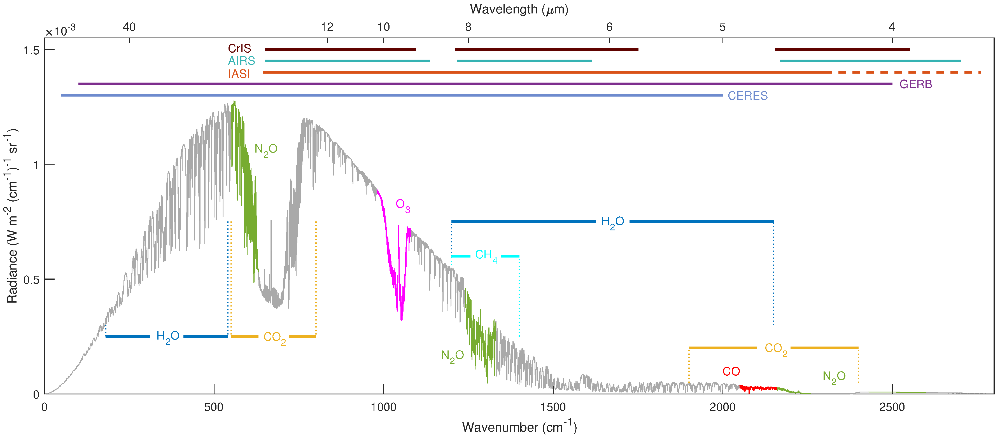 Wavelength (μm)
40 12 10 8 6 5 4
×10-3
1.5
CrIS
AIRS
IASI
GERB
CERES
N2O
1
O3
H2O
CH4
0.5
H2O CO2
N2O
CO2
CO
N2O
0
0 500 1000 1500 2000 2500
Wavenumber (cm-1)
Radiance (W m-2 (cm-1)-1 sr-1)